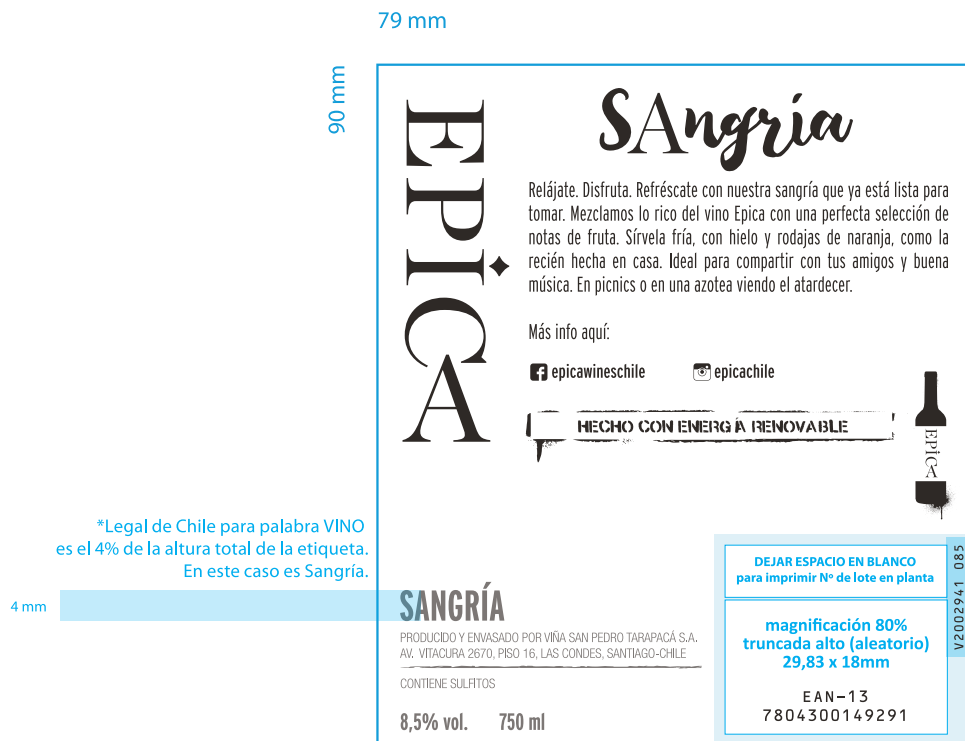 79 mm
90 mm
EPICA
SAngría
Relájate. Disfruta. Refréscate con nuestra sangría que ya está lista para
tomar. Mezclamos lo rico del vino Epica con una perfecta selección de
notas de fruta. Sírvela fría, con hielo y rodajas de naranja, como la
recién hecha en casa. Ideal para compartir con tus amigos y buena
música. En picnics o en una azotea viendo el atardecer.
Más info aquí:
epicawineschile epicachile
HECHO CON ENERGÍA RENOVABLE
EPICA
*Legal de Chile para palabra VINO
es el 4% de la altura total de la etiqueta.
En este caso es Sangría.
4 mm
SANGRÍA
PRODUCIDO Y ENVASADO POR VIÑA SAN PEDRO TARAPACÁ S.A.
AV. VITACURA 2670, PISO 16, LAS CONDES, SANTIAGO-CHILE
CONTIENE SULFITOS
8,5% vol. 750 ml
DEJAR ESPACIO EN BLANCO
para imprimir Nº de lote en planta
magnificación 80%
truncada alto (aleatorio)
29,83 x 18mm
EAN-13
7804300149291
V2002941 085